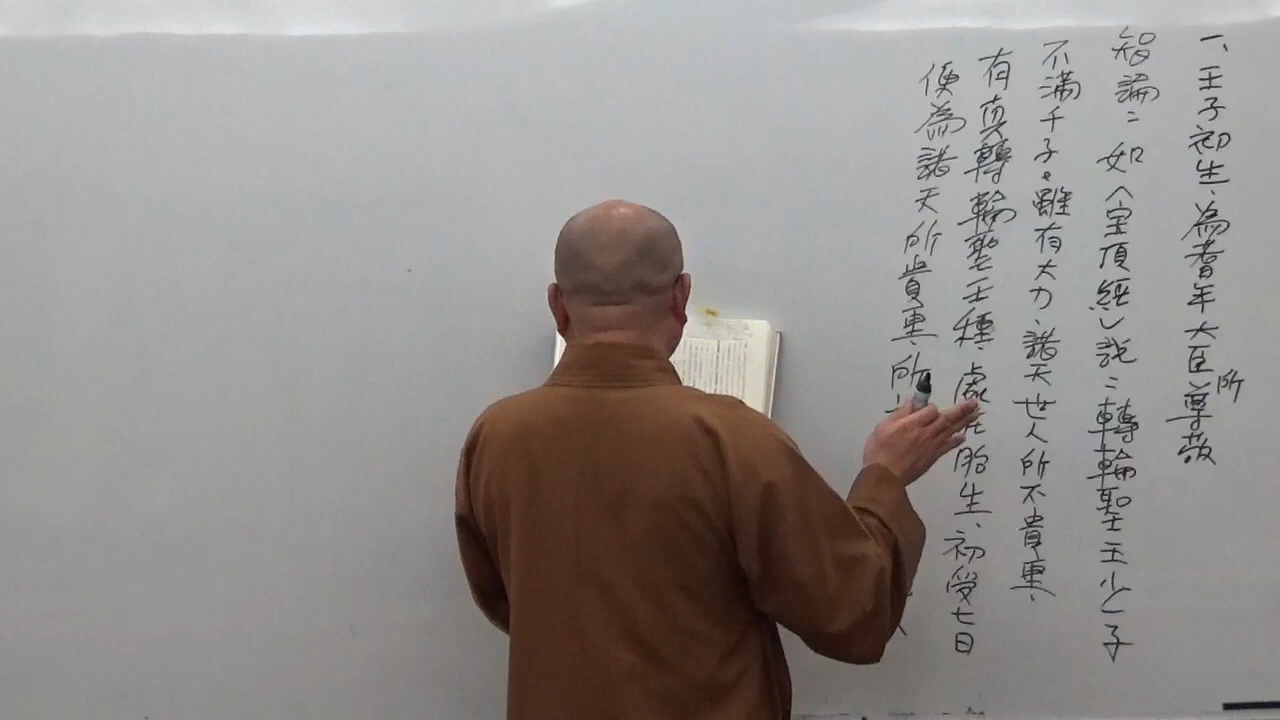 一、王子初生、為耆年大臣所尊敬
智論：如〈宝頂經〉說：轉輪聖王少一子
不滿千子。雖有大力、諸天世人所不貴重、
有真轉輪聖王種、處在胎生、初受七日
便為諸天所貴重、所